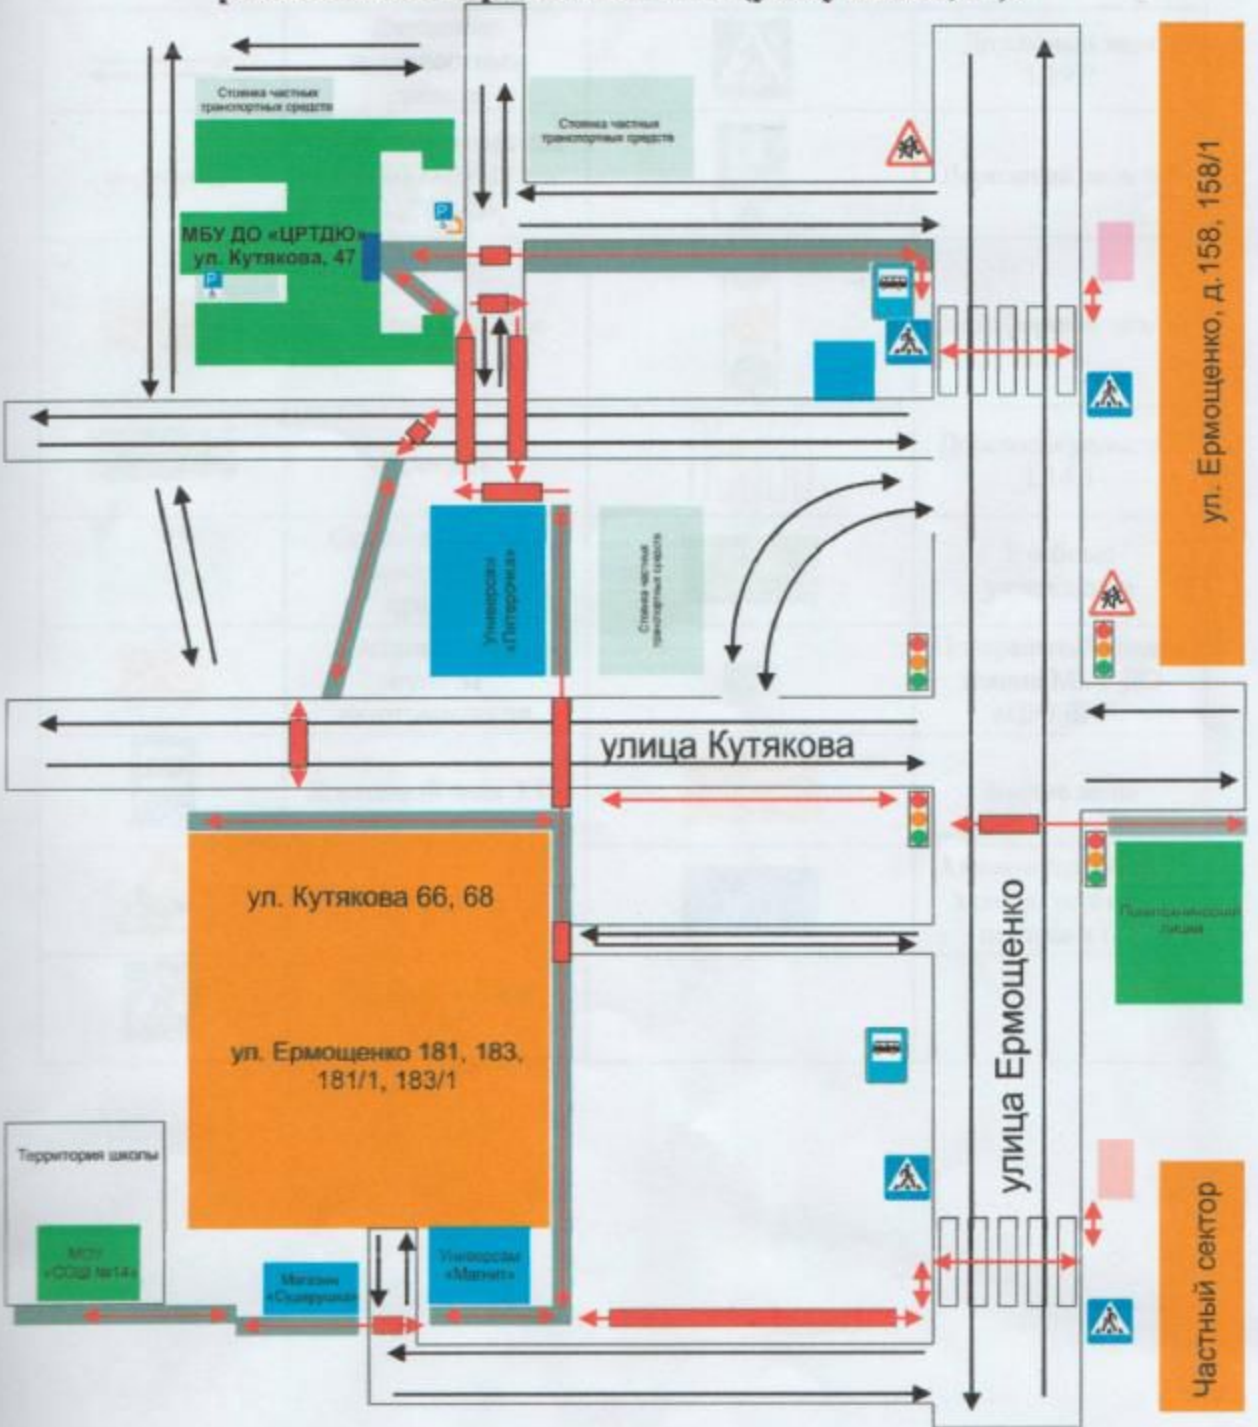 Стоянка частных
транспортных средств
Стоянка частных
транспортных средств
МБУ ДО «ЦРТДЮ»
ул. Кутякова, 47
P
P
ул. Ермощенко, д.158, 158/1
Универсам
«Пятерочка»
Стоянка частных
транспортных средств
улица Кутякова
ул. Кутякова 66, 68
Политехнический
лицей
улица Ермощенко
ул. Ермощенко 181, 183,
181/1, 183/1
Территория школы
МОУ
«СОШ №14»
Магазин
«Сударушка»
Универсам
«Магнит»
Частный сектор